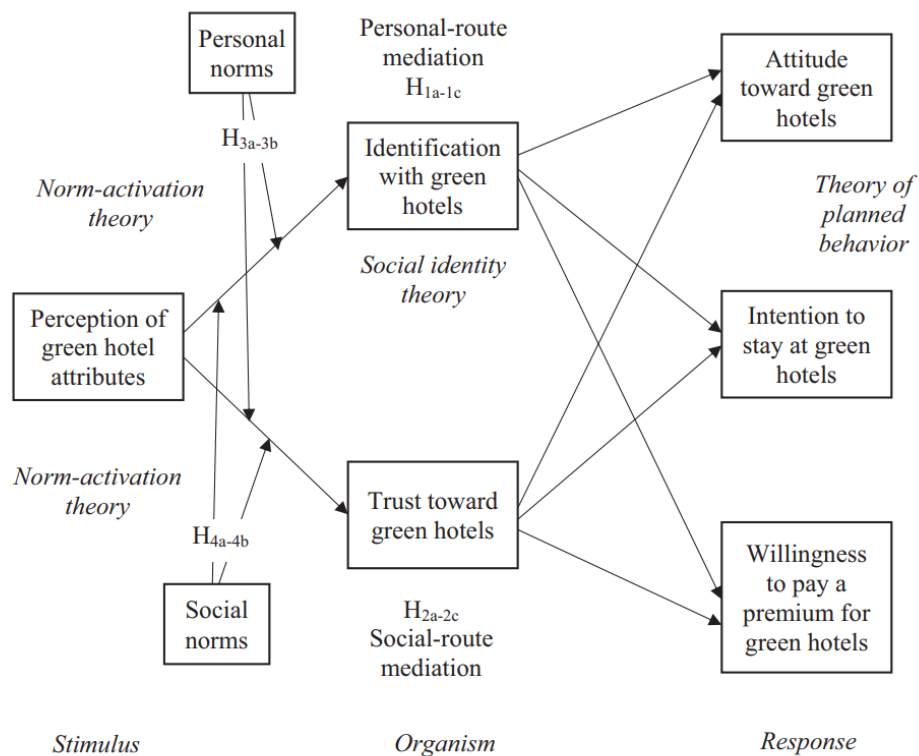 Personal
norms
Personal-route
mediation
H1a-1c
Attitude
toward green
hotels
H3a-3b
Identification
with green
hotels
Norm-activation
theory
Theory of
planned
behavior
Social identity
theory
Perception of
green hotel
attributes
Intention to
stay at green
hotels
Norm-activation
theory
Trust toward
green hotels
H4a-4b
Willingness
to pay a
premium for
green hotels
Social
norms
H2a-2c
Social-route
mediation
Stimulus
Organism
Response